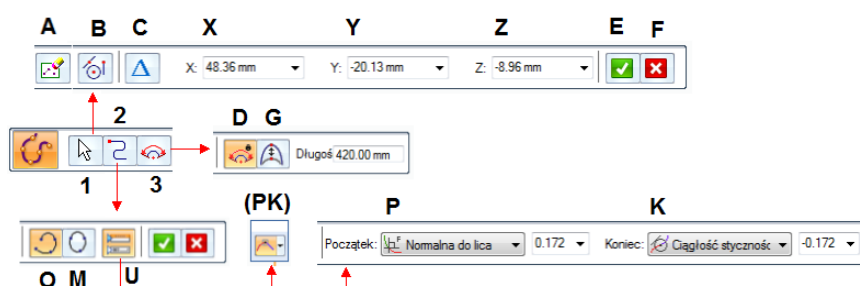 A B C X Y Z E F
X: 48.36 mm Y: -20.13 mm Z: -8.96 mm
2 D G
Długoś 420.00 mm
1 3
(PK) P K
Początek: Normalna do lica 0.172 Koniec: Ciągłość stycznośc -0.172
O M U